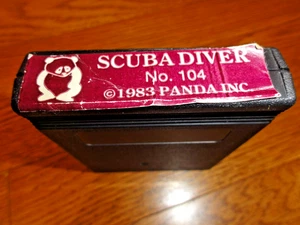 SCUBA DIVER
No. 104
©1983 PANDA INC.